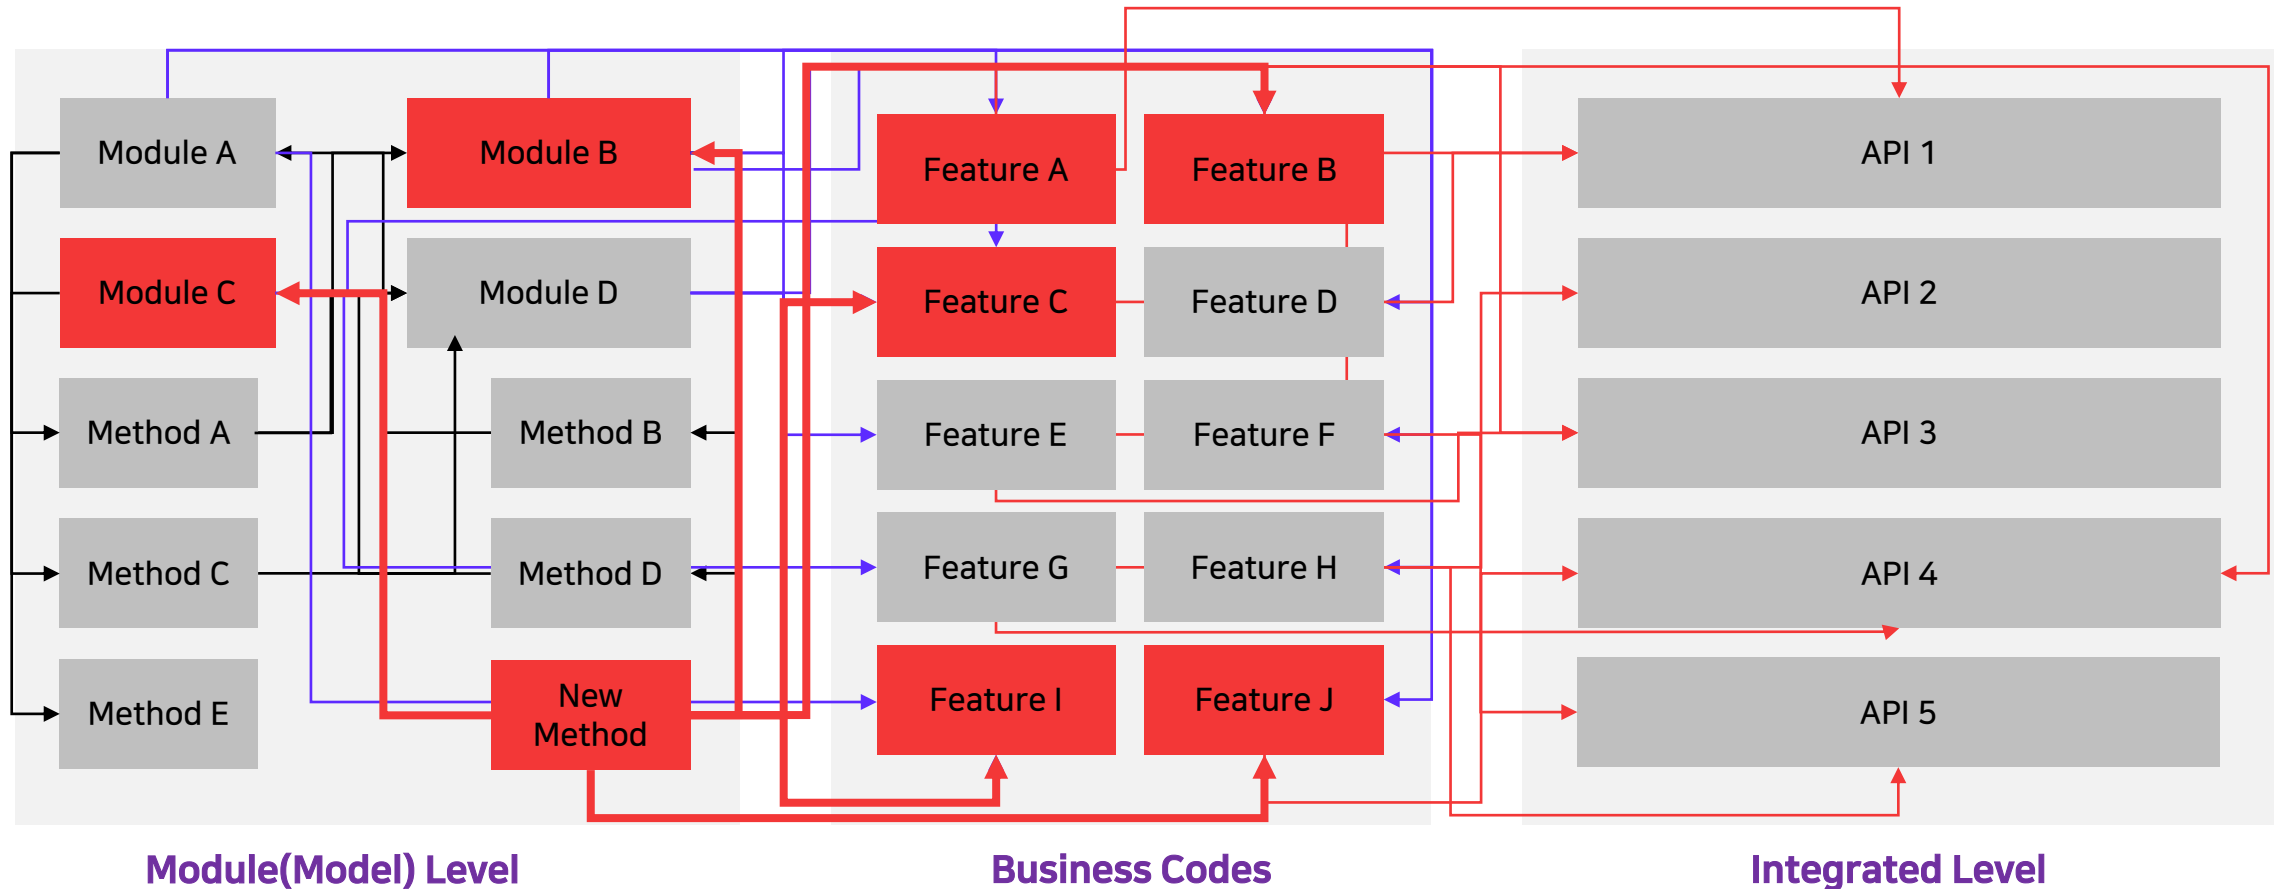 Module A
Module B
Module C
Module D
Method A
Method B
Method C
Method D
Method E
New
Method
Module(Model) Level
Feature A
Feature B
Feature C
Feature D
Feature E
Feature F
Feature G
Feature H
Feature I
Feature J
Business Codes
API 1
API 2
API 3
API 4
API 5
Integrated Level